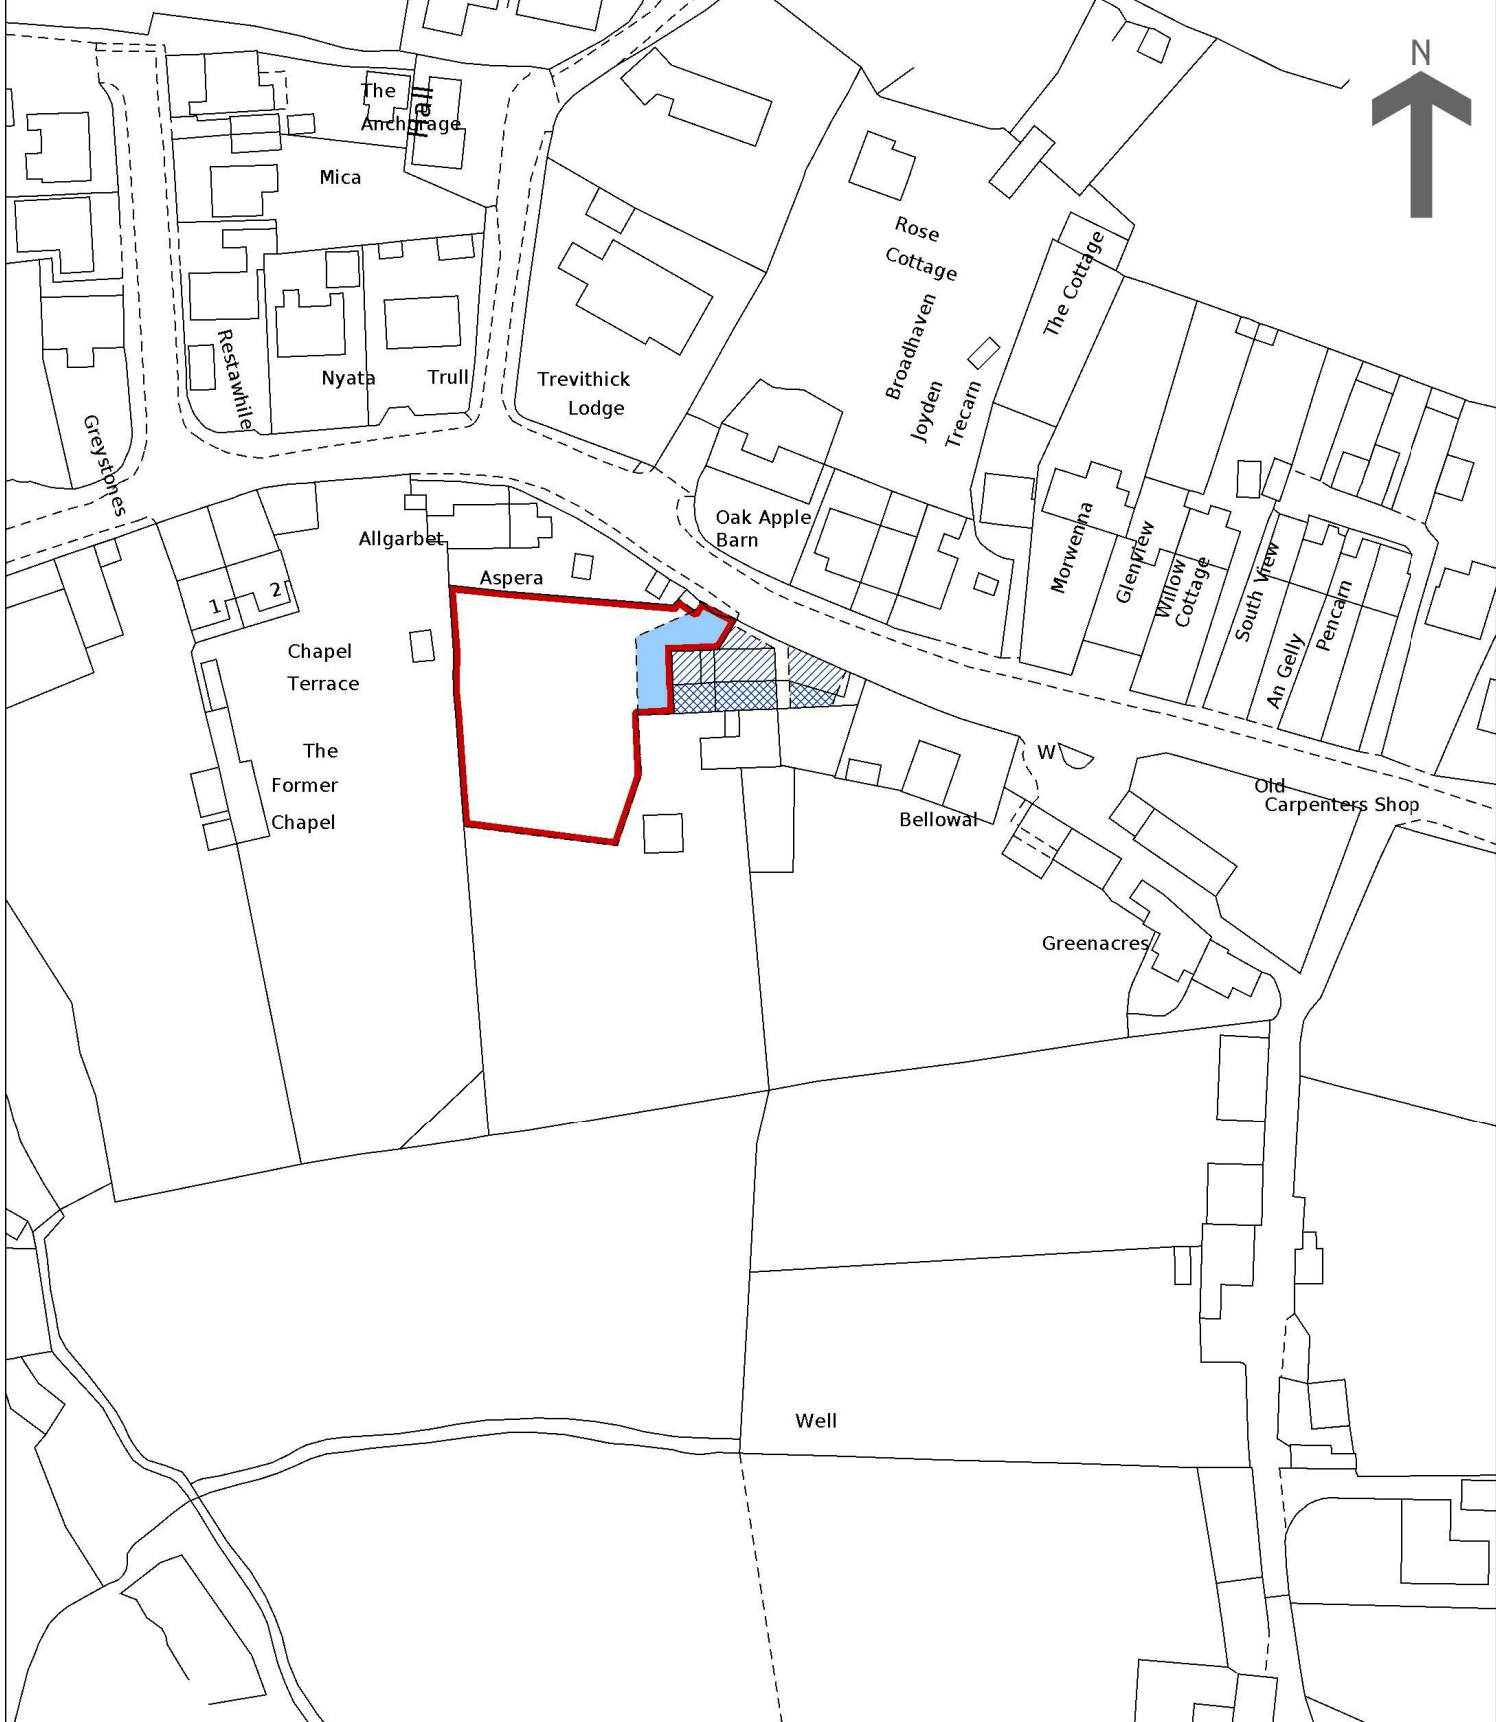 N
The
Anchorage
Hall
Mica
Rose
Cottage
The Cottage
Broadhaven
Joyden
Trecarn
Restawhile
Nyata
Trull
Trevithick
Lodge
Greystones
Allgarbet
Oak Apple
Barn
Aspera
Morwenna
Glenview
Willow
Cottage
South View
An Gelly
Pencarn
1
2
Chapel
Terrace
The
Former
Chapel
W
Old
Carpenters Shop
Bellowal
Greenacres
Well